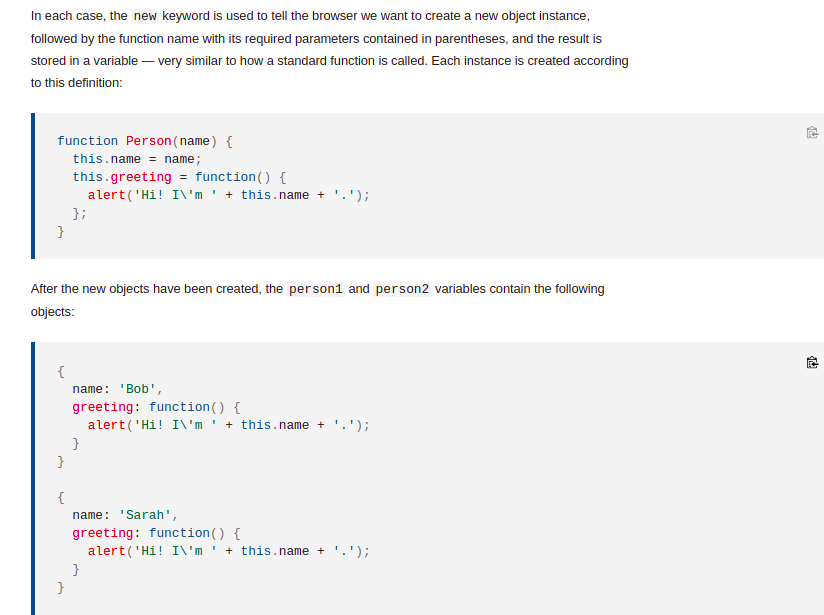 In each case, the new keyword is used to tell the browser we want to create a new object instance,
followed by the function name with its required parameters contained in parentheses, and the result is
stored in a variable — very similar to how a standard function is called. Each instance is created according
to this definition:
function Person(name) {
  this.name = name;
  this.greeting = function() {
    alert('Hi! I\'m ' + this.name + '.');
  };
}
After the new objects have been created, the person1 and person2 variables contain the following
objects:
{
  name: 'Bob',
  greeting: function() {
    alert('Hi! I\'m ' + this.name + '.');
  }
}
{
  name: 'Sarah',
  greeting: function() {
    alert('Hi! I\'m ' + this.name + '.');
  }
}